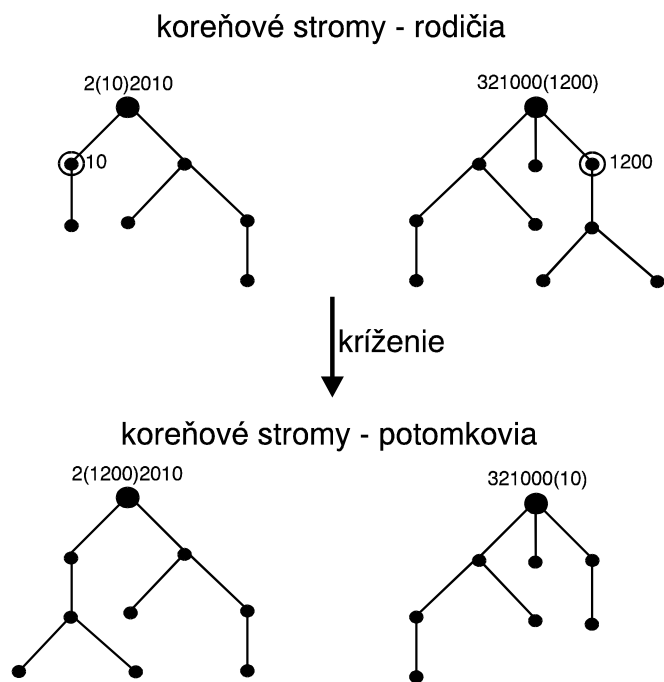 koreňové stromy - rodičia
2(10)2010
321000(1200)
10
1200
kríženie
koreňové stromy - potomkovia
2(1200)2010
321000(10)